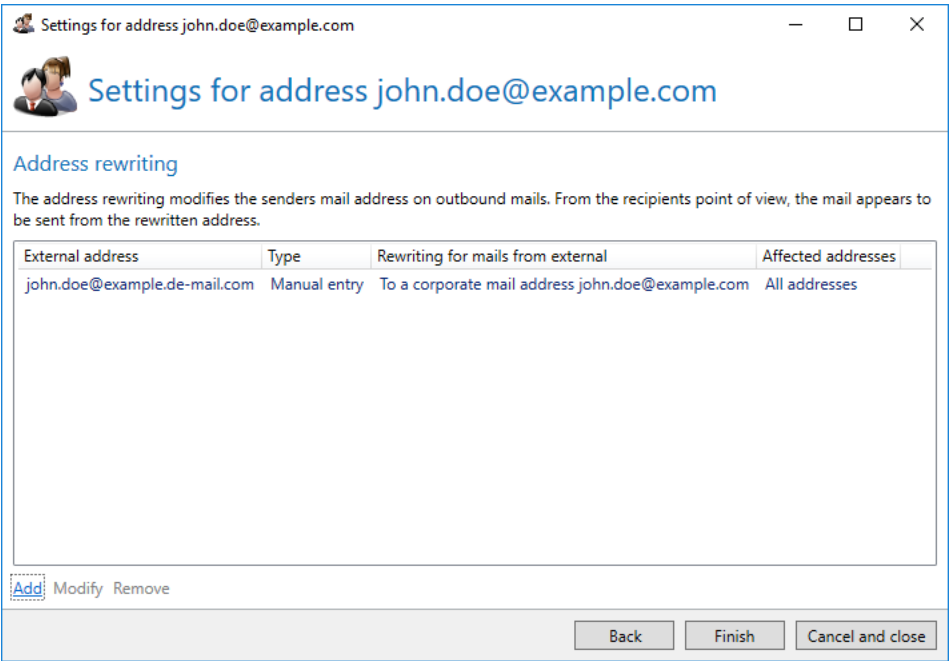 Settings for address john.doe@example.com
Settings for address john.doe@example.com
Address rewriting
The address rewriting modifies the senders mail address on outbound mails. From the recipients point of view, the mail appears to
be sent from the rewritten address.
External address Type Rewriting for mails from external Affected addresses
john.doe@example.de-mail.com Manual entry To a corporate mail address john.doe@example.com All addresses
Add Modify Remove
Back Finish Cancel and close